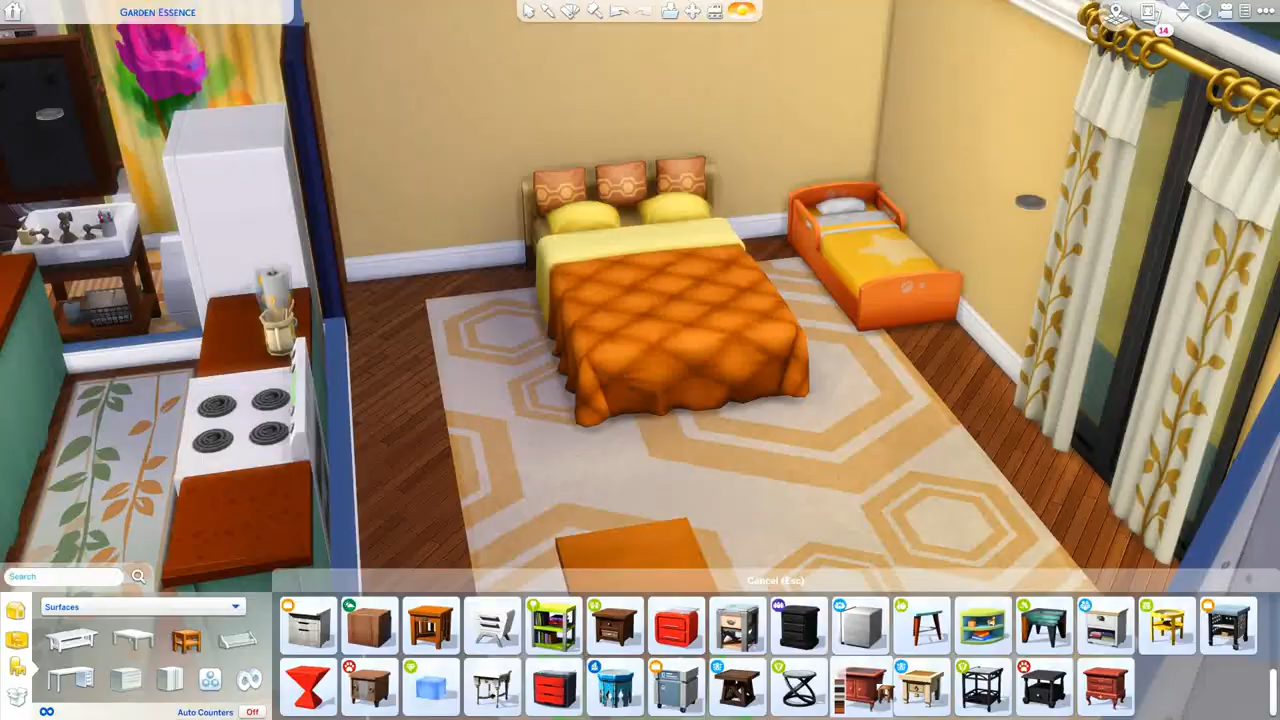 Garden Essence
14
Cancel (Esc)
Search
Surfaces
Auto Counters
Off